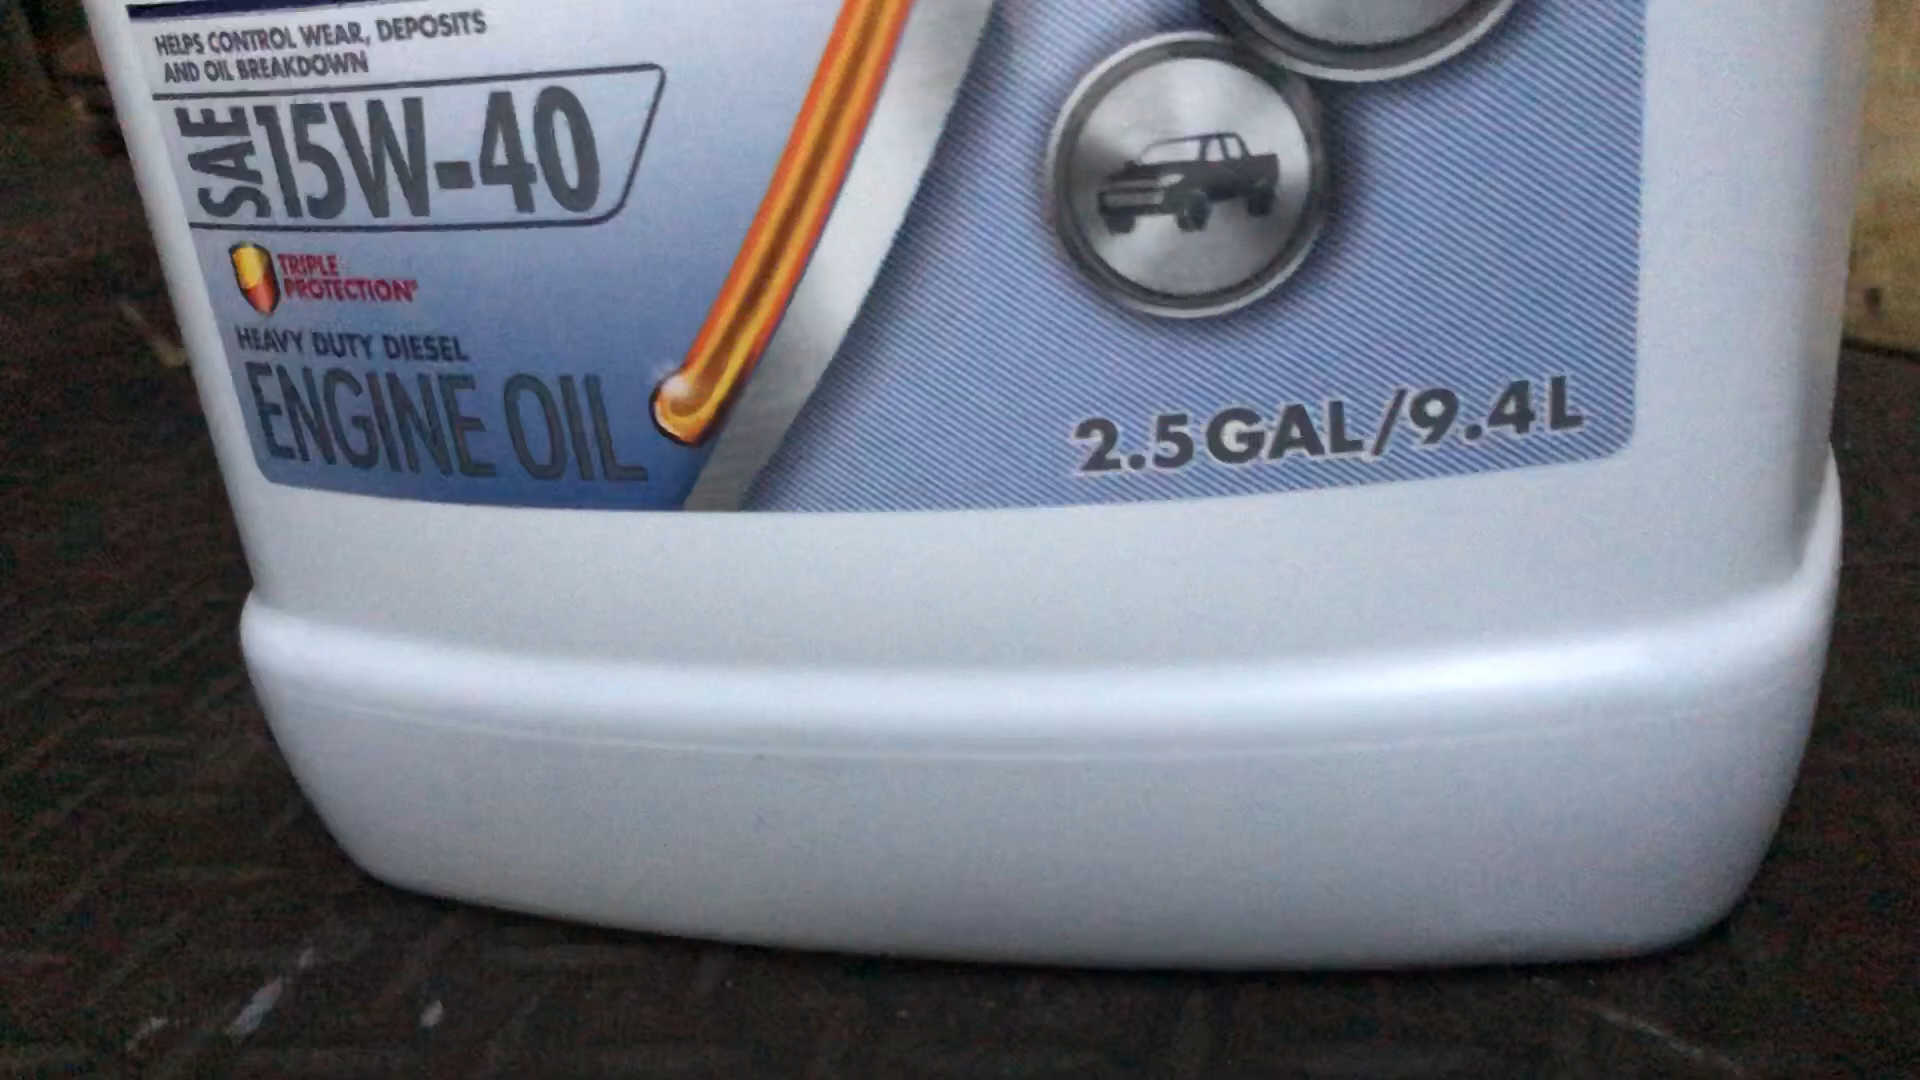 HELPS CONTROL WEAR, DEPOSITS
AND OIL BREAKDOWN
SAE 15W-40
TRIPLE
PROTECTION®
HEAVY DUTY DIESEL
ENGINE OIL
2.5 GAL/9.4 L